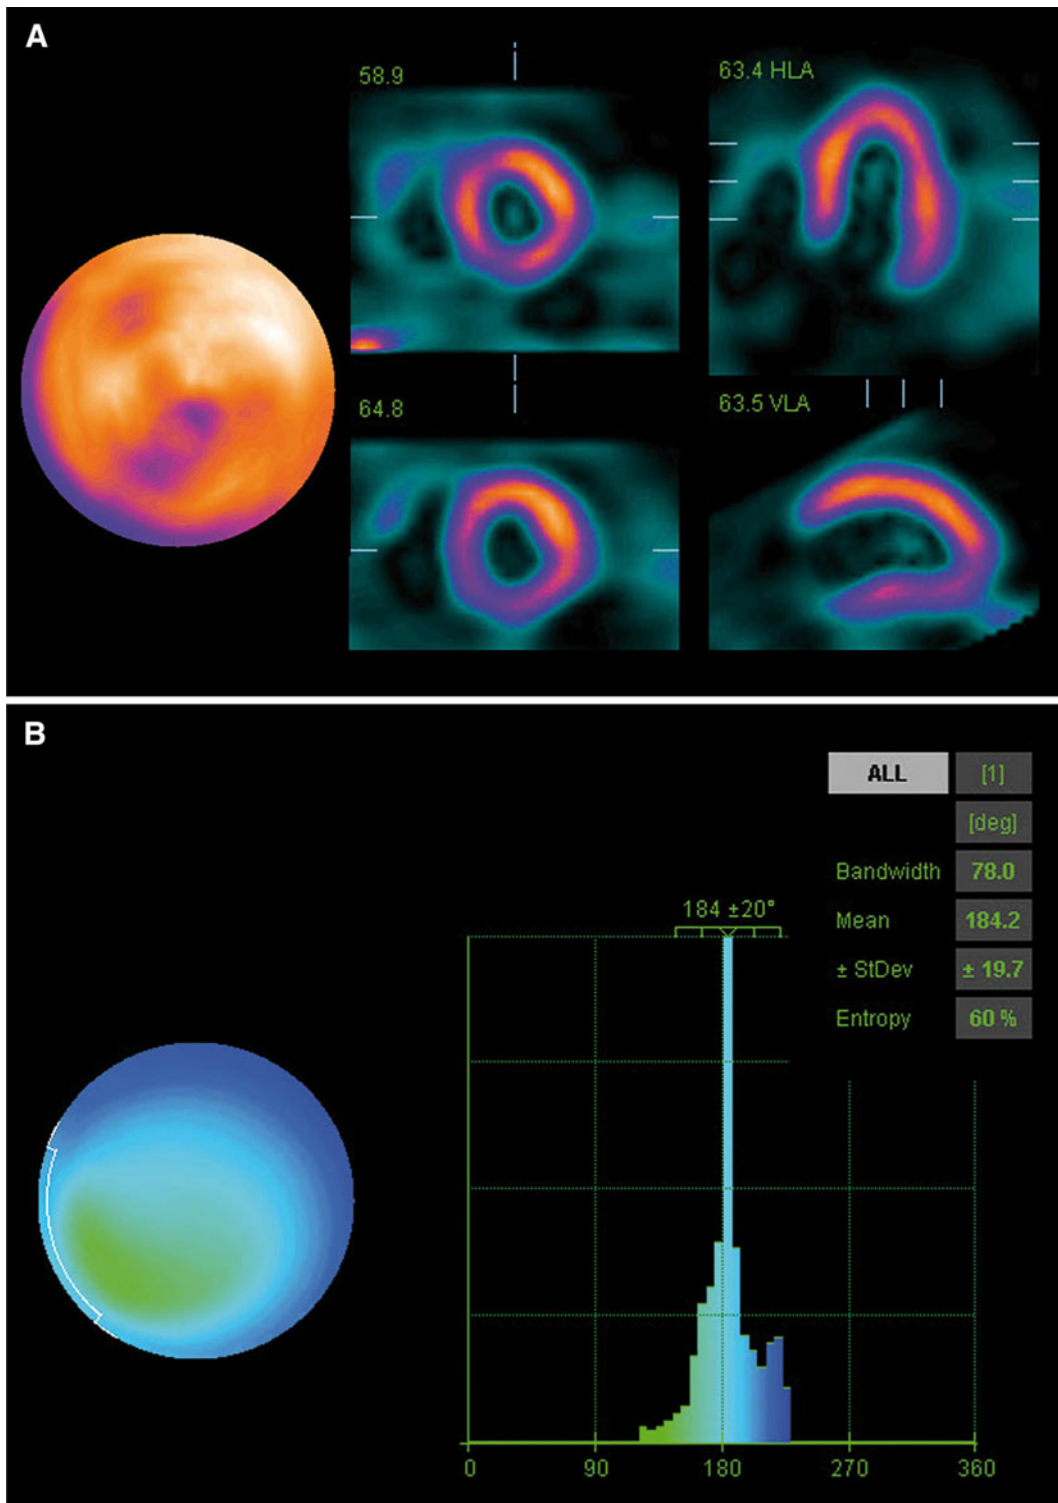 A
58.9
63.4 HLA
64.8
63.5 VLA
B
ALL [1]
[deg]
Bandwidth 78.0
184 ±20°
Mean 184.2
± StDev ± 19.7
Entropy 60 %
0 90 180 270 360